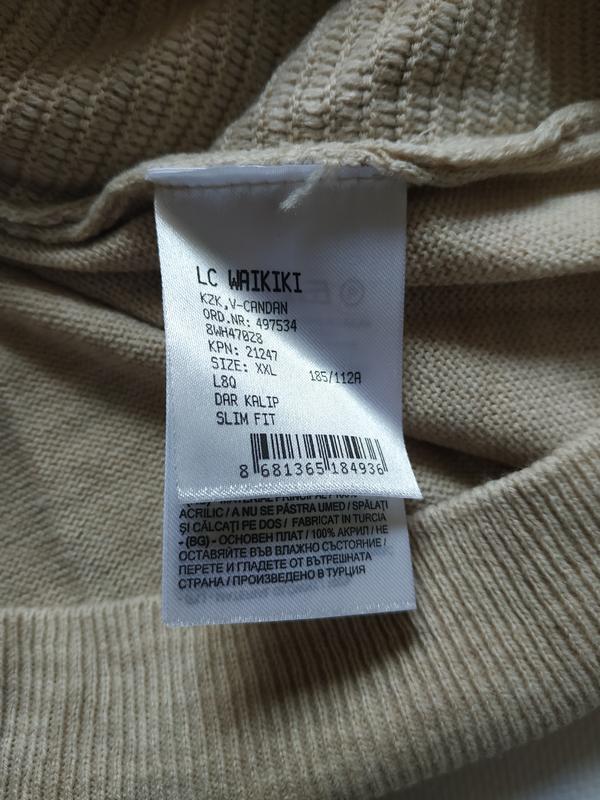 LC WAIKIKI
KZK,V-CANDAN
ORD.NR: 497534
8WH47028
KPN: 21247
SIZE: XXL 185/112A
L8Q
DAR KALIP
SLIM FIT
8 681365 184936
ACRILIC / A NU SE PĂSTRA UMED / SPĂLAȚI
ȘI CĂLCAȚI PE DOS / FABRICAT IN TURCIA
- (BG) - ОСНОВЕН ПЛАТ / 100% АКРИЛ / НЕ
ОСТАВЯЙТЕ ВЪВ ВЛАЖНО СЪСТОЯНИЕ /
ПЕРЕТЕ И ГЛАДЕТЕ ОТ ВЪТРЕШНАТА
СТРАНА / ПРОИЗВЕДЕНО В ТУРЦИЯ